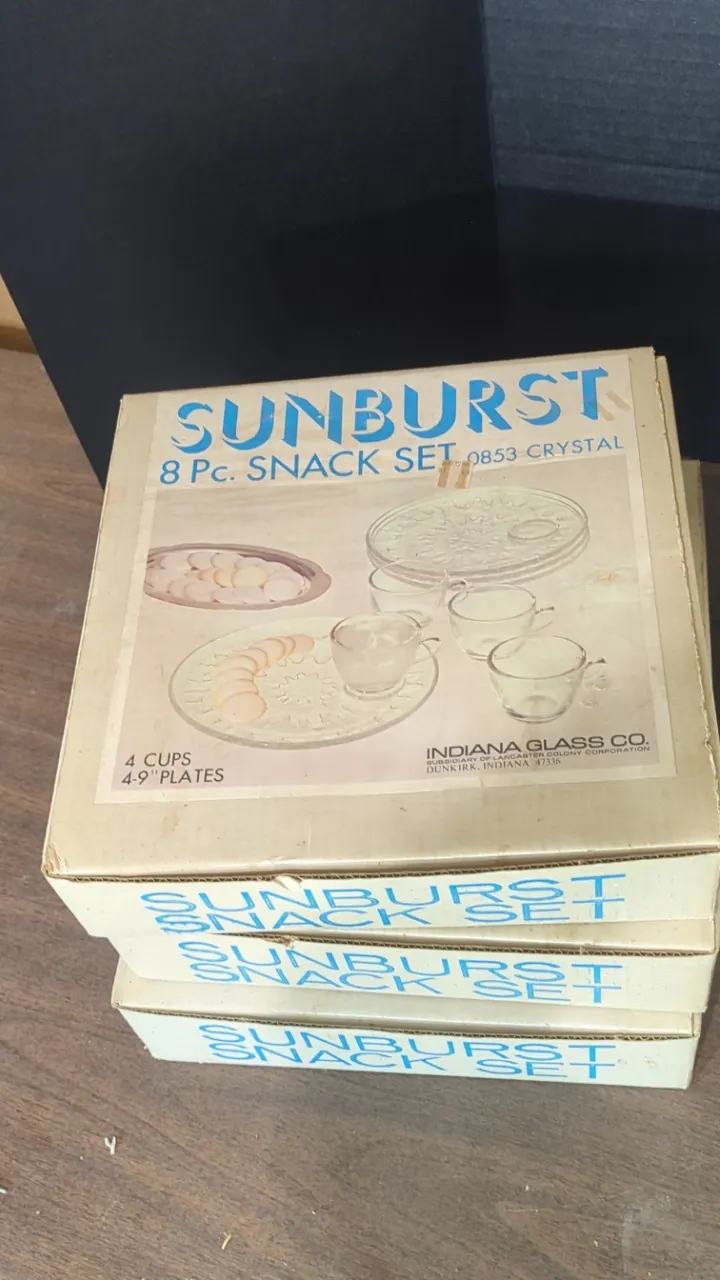 SUNBURST
8 Pc. SNACK SET 0853 CRYSTAL
4 CUPS
4-9" PLATES
INDIANA GLASS CO.
SUBSIDIARY OF LANCASTER COLONY CORPORATION
DUNKIRK, INDIANA 47336
SUNBURST
SNACK SET
SUNBURST
SNACK SET
SUNBURST
SNACK SET